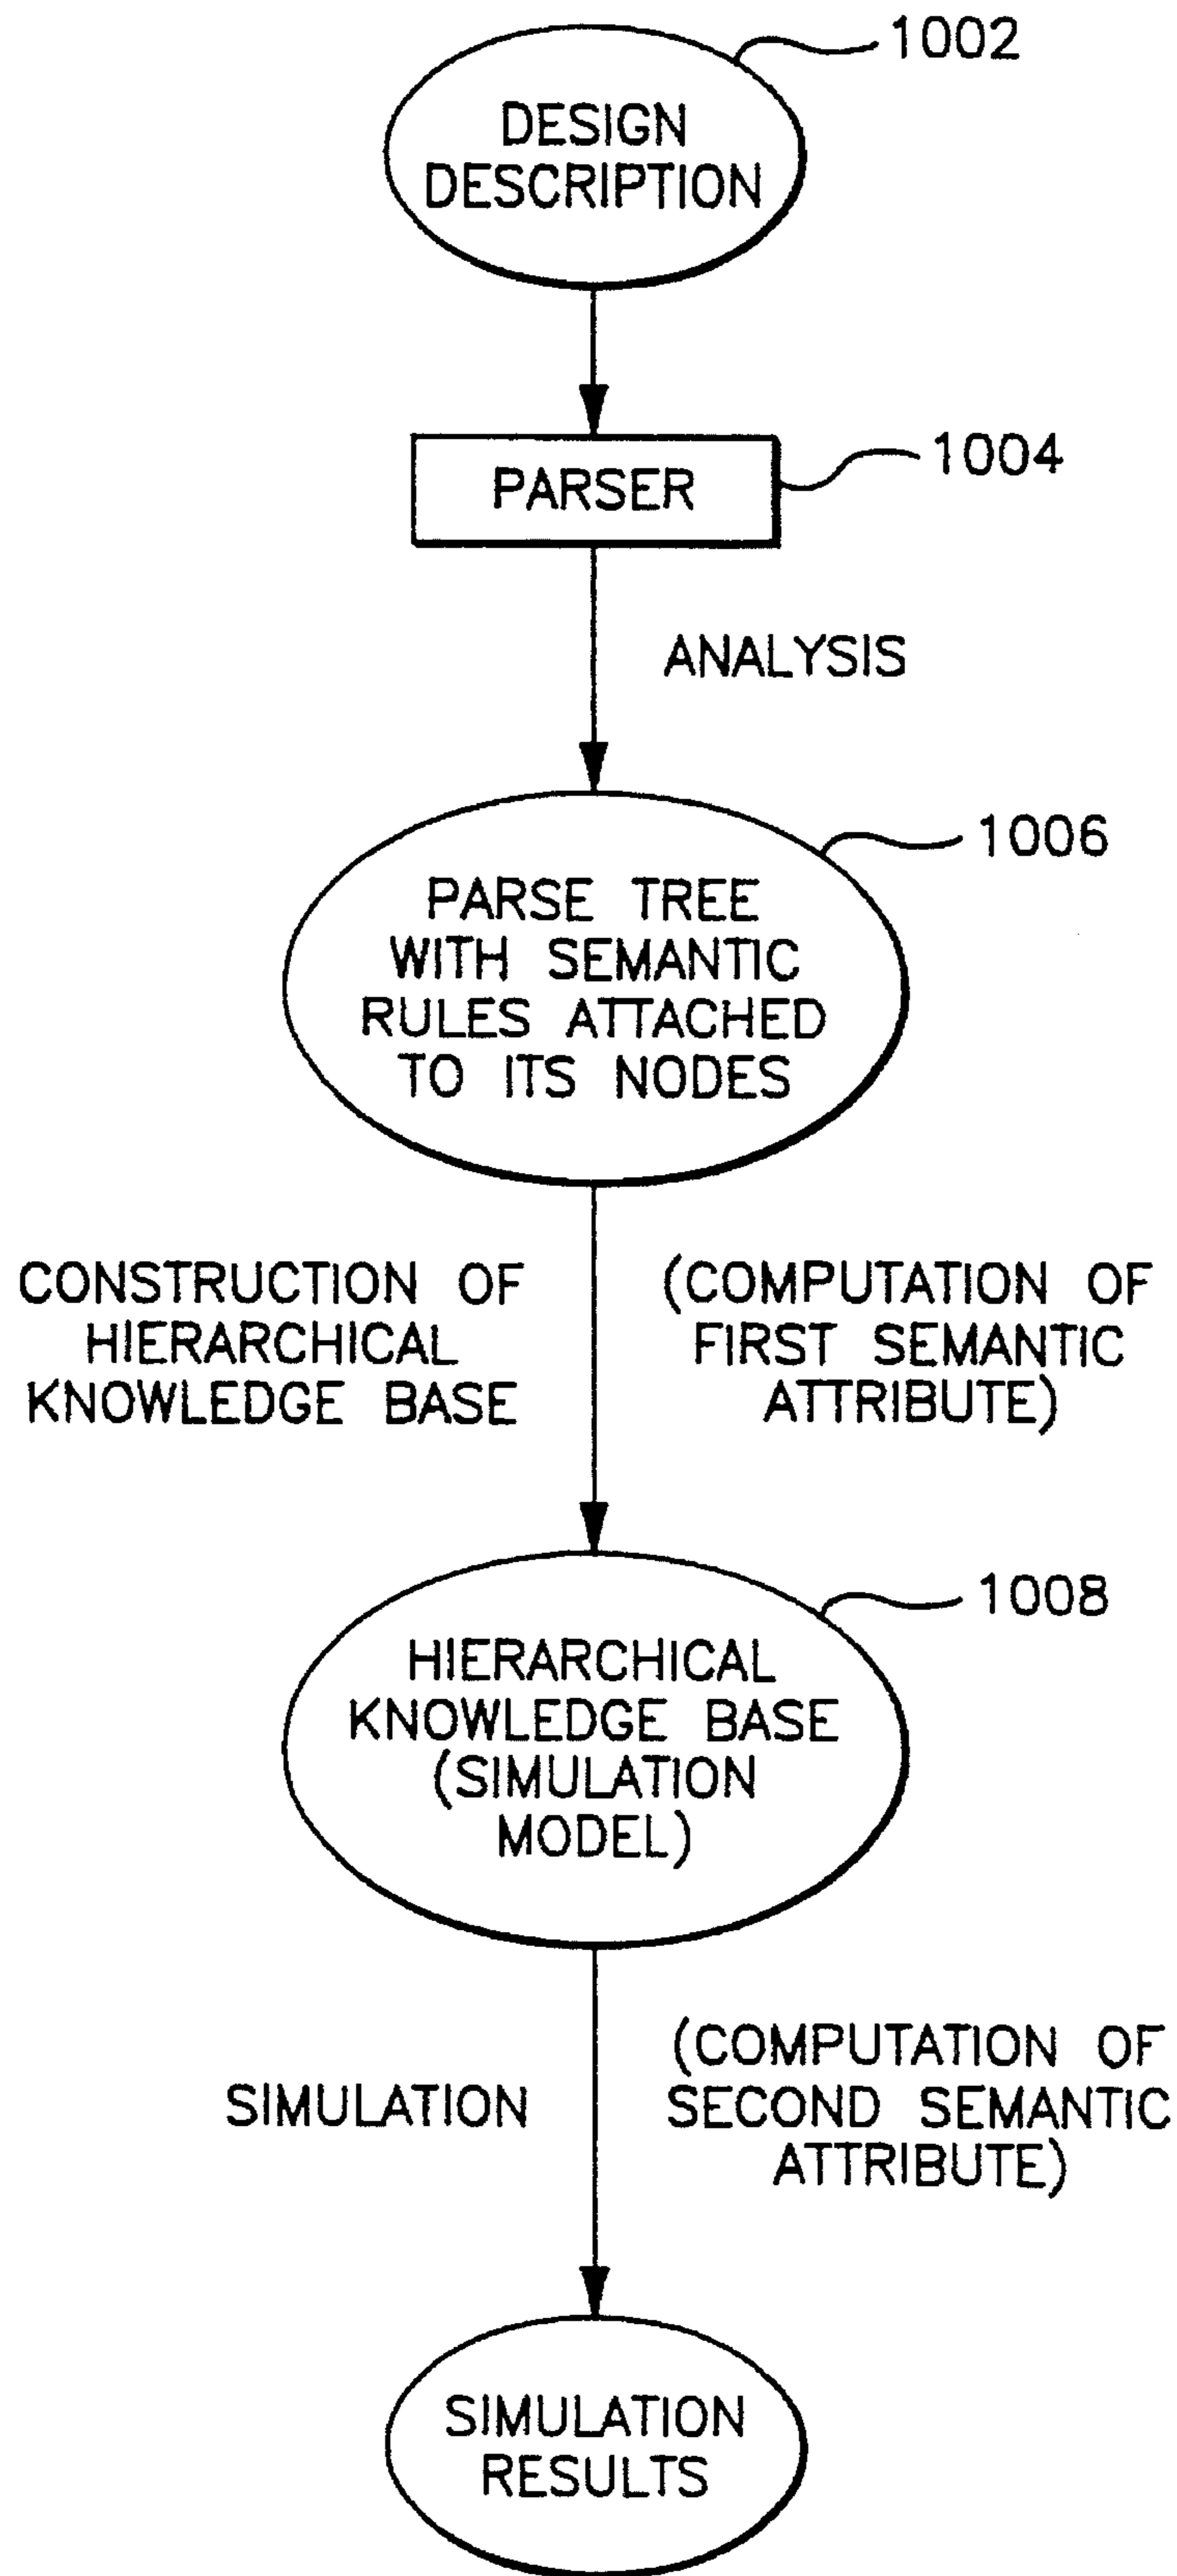 1002
DESIGN
DESCRIPTION
1004
PARSER
ANALYSIS
1006
PARSE TREE
WITH SEMANTIC
RULES ATTACHED
TO ITS NODES
CONSTRUCTION OF
HIERARCHICAL
KNOWLEDGE BASE
(COMPUTATION OF
FIRST SEMANTIC
ATTRIBUTE)
1008
HIERARCHICAL
KNOWLEDGE BASE
(SIMULATION
MODEL)
SIMULATION
(COMPUTATION OF
SECOND SEMANTIC
ATTRIBUTE)
SIMULATION
RESULTS